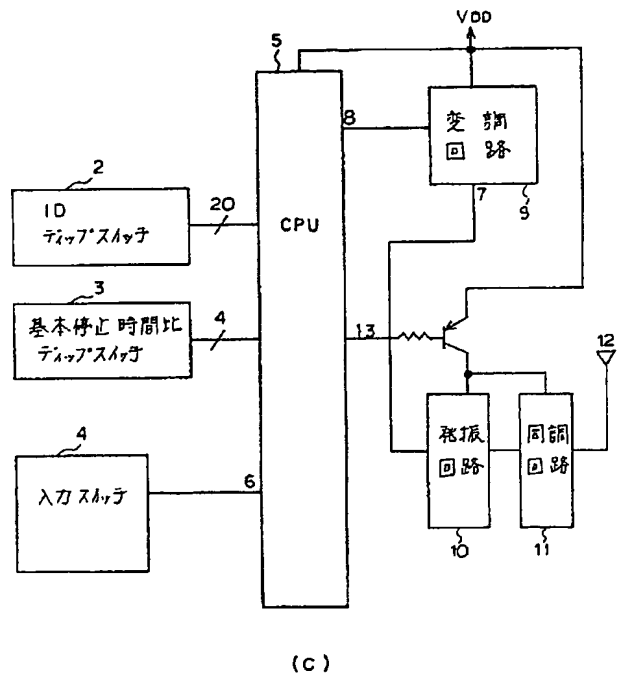 VDD
5
8
変調
回路
7
9
2
ID
ディップスイッチ
20
CPU
3
基本停止時間比
ディップスイッチ
4
13
12
4
入力スイッチ
6
発振
回路
10
同調
回路
11
(C)